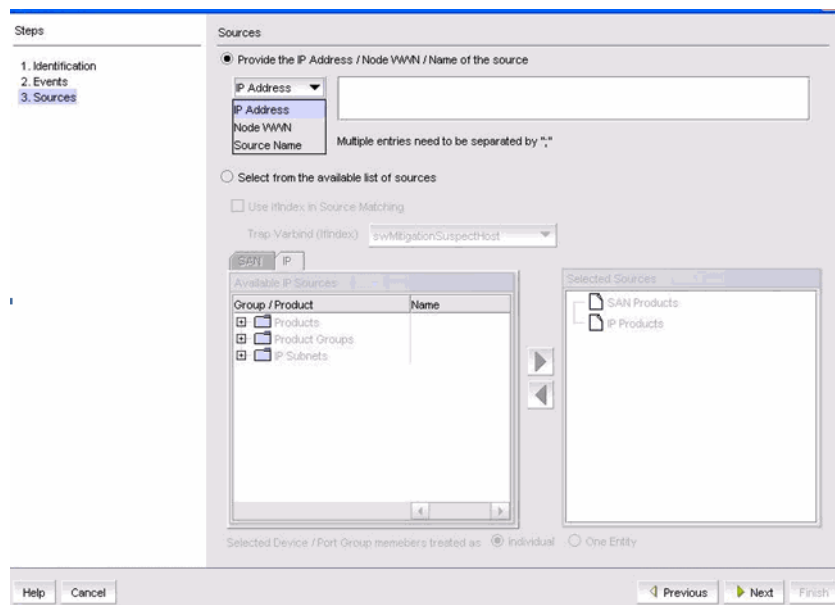 Steps
1. Identification
2. Events
3. Sources
Sources
Provide the IP Address / Node WWN / Name of the source
IP Address
IP Address
Node WWN
Source Name
Multiple entries need to be separated by ";"
Select from the available list of sources
Use IfIndex in Source Matching
Trap Varbind (IfIndex)
swMitigationSuspectHost
SAN
IP
Available IP Sources
Group / Product
Name
Products
Product Groups
IP Subnets
Selected Sources
SAN Products
IP Products
Selected Device / Port Group memebers treated as
individual
One Entity
Help
Cancel
Previous
Next
Finish